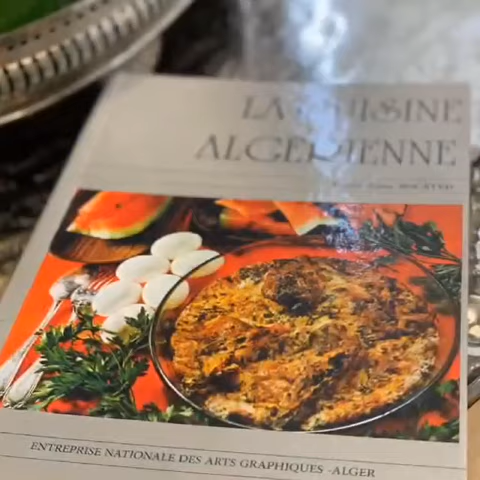 LA CUISINE
ALGERIENNE
ENTREPRISE NATIONALE DES ARTS GRAPHIQUES -ALGER